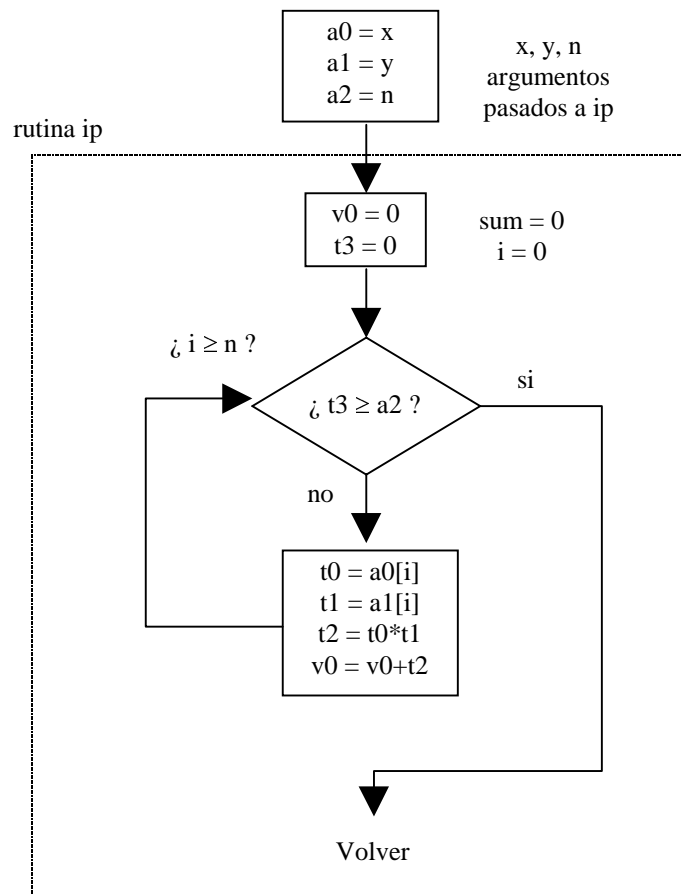 a0 = x
a1 = y
a2 = n
x, y, n
argumentos
pasados a ip
rutina ip
v0 = 0
t3 = 0
sum = 0
i = 0
¿ i ≥ n ?
¿ t3 ≥ a2 ?
si
no
t0 = a0[i]
t1 = a1[i]
t2 = t0*t1
v0 = v0+t2
Volver